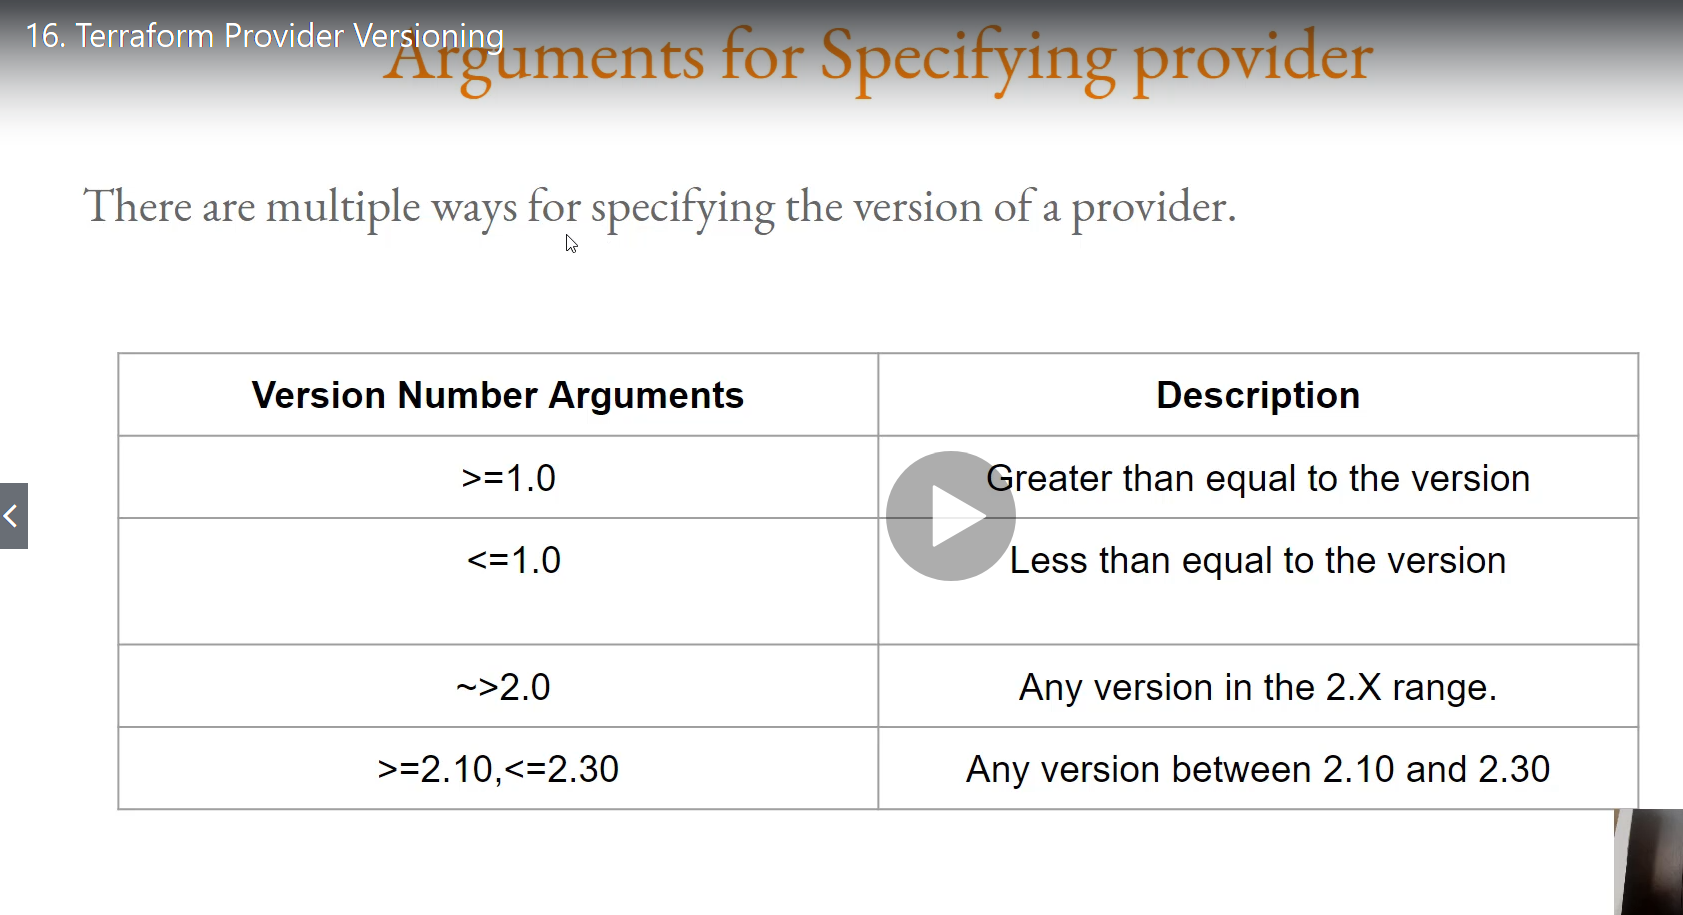 16. Terraform Provider Versioning
Arguments for Specifying provider
There are multiple ways for specifying the version of a provider.
Version Number Arguments
Description
>=1.0
Greater than equal to the version
<=1.0
Less than equal to the version
~>2.0
Any version in the 2.X range.
>=2.10,<=2.30
Any version between 2.10 and 2.30